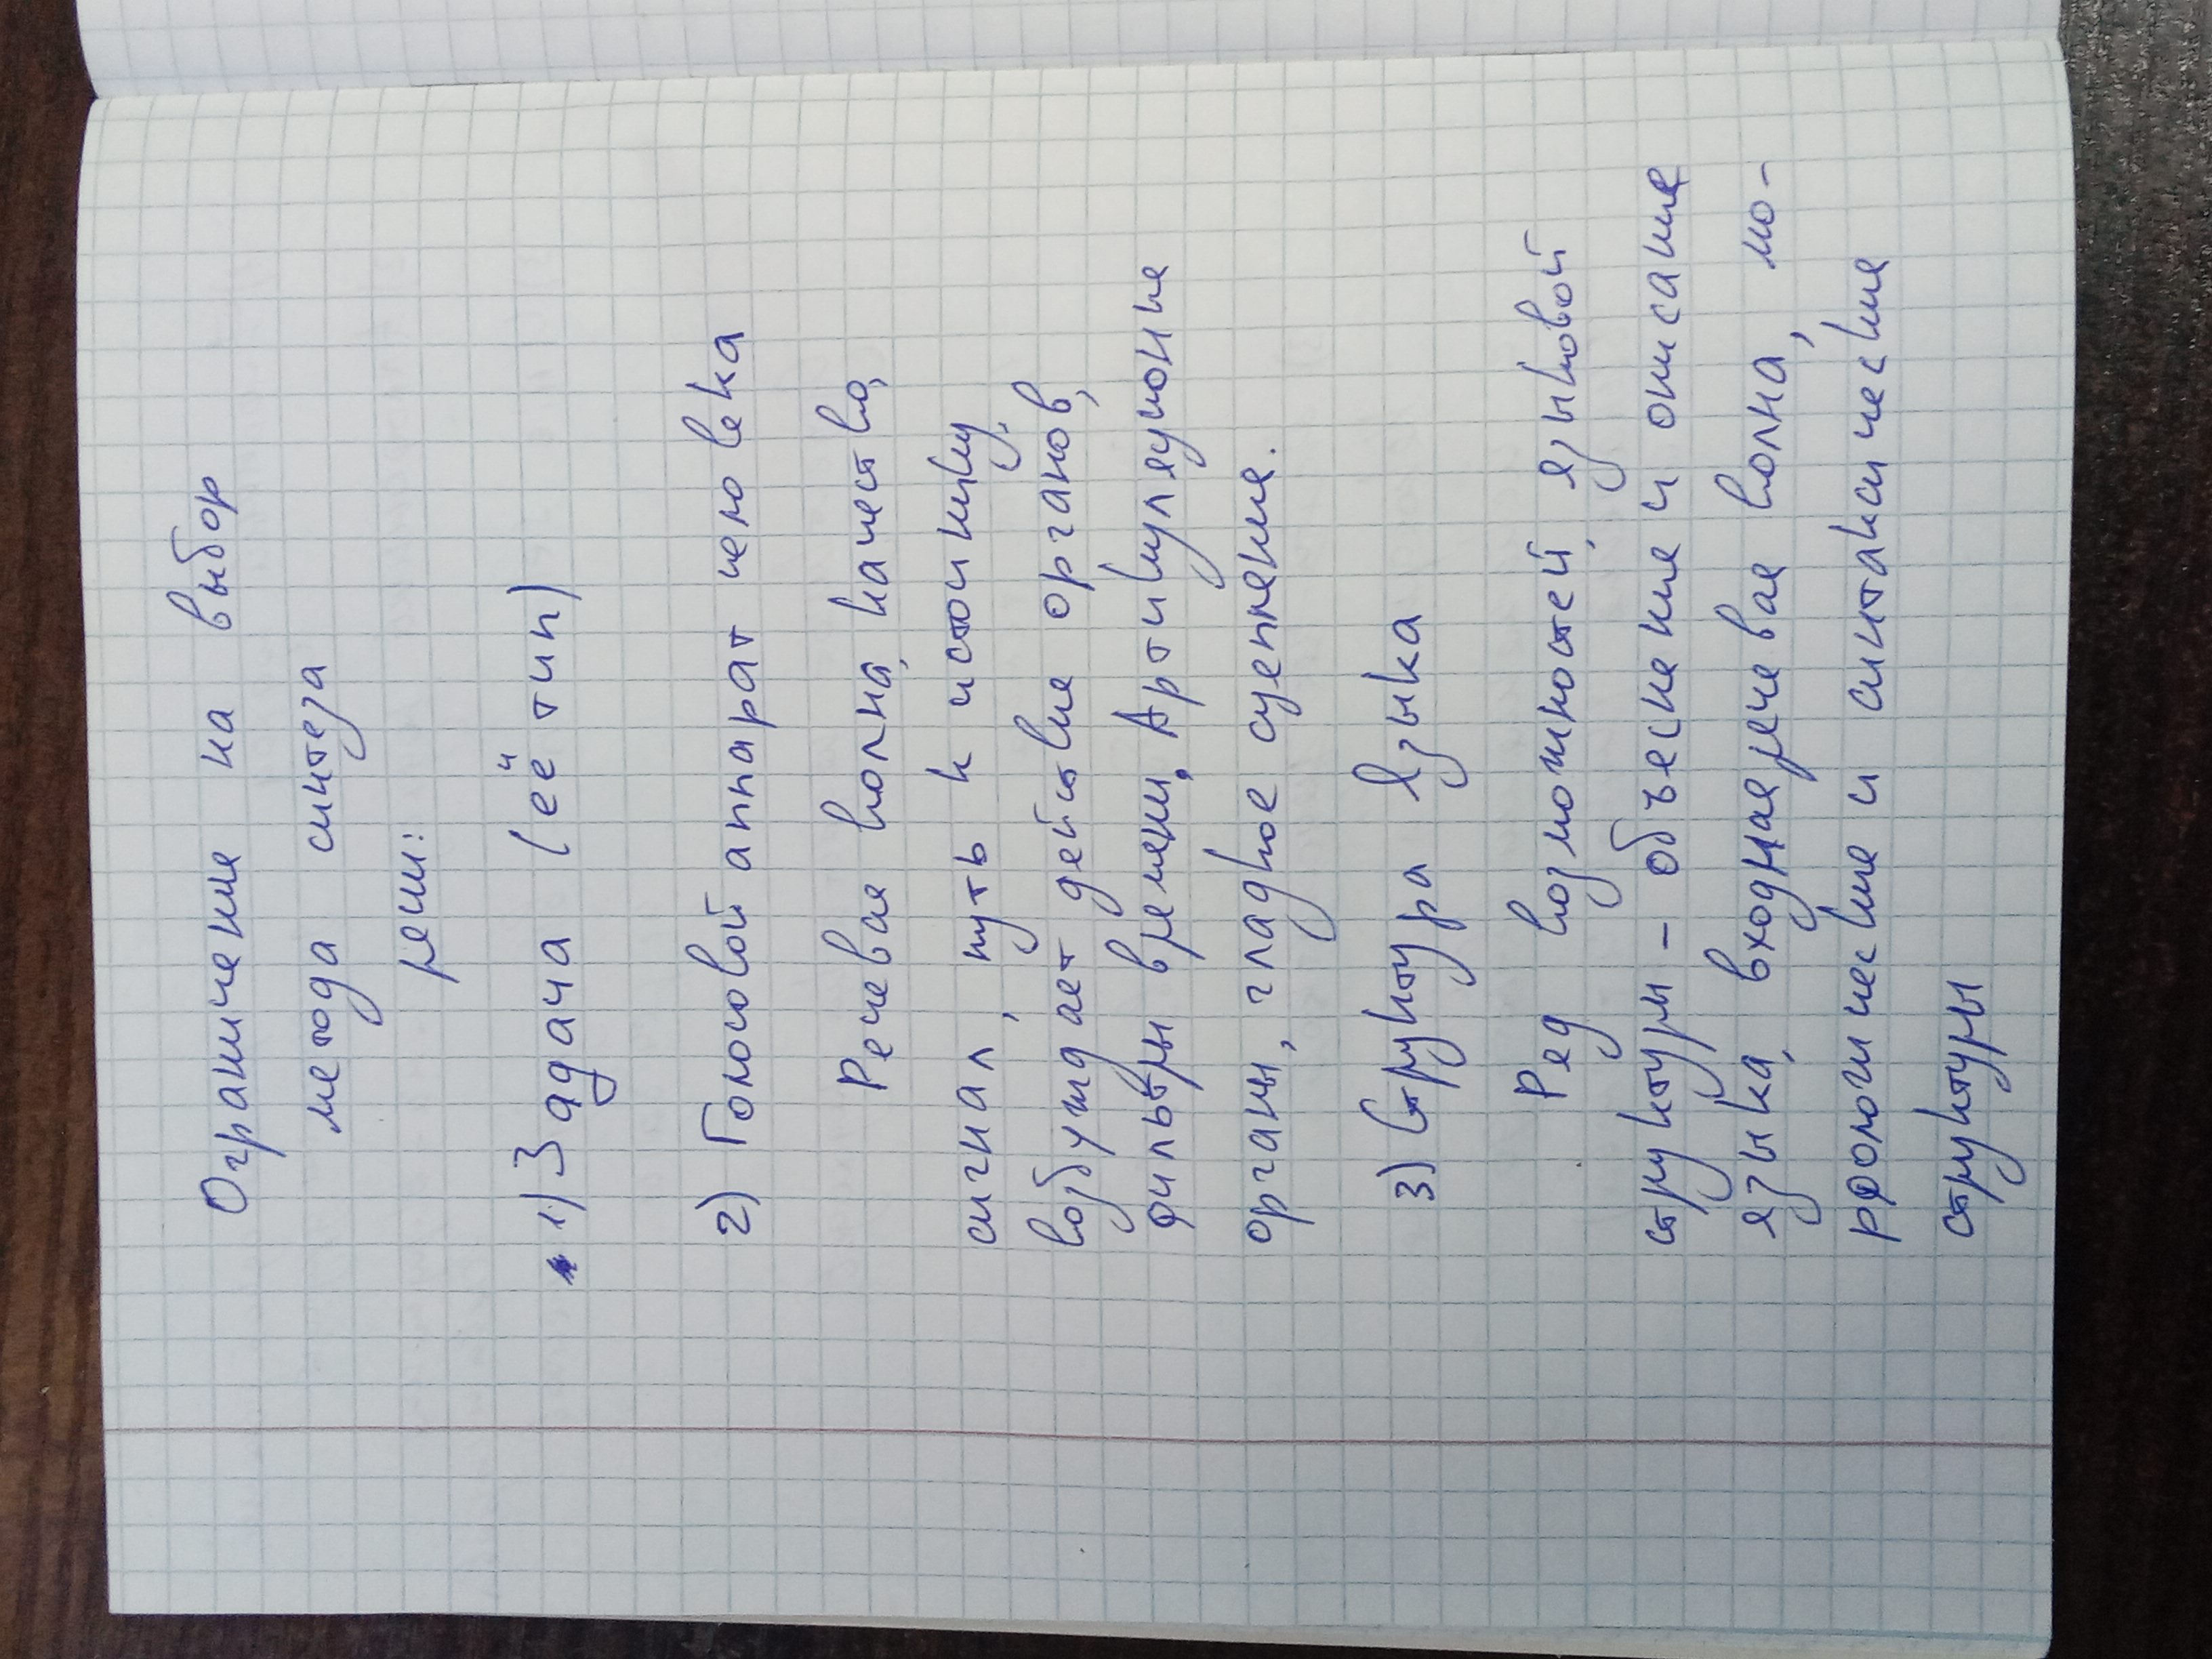 Ограничение на выбор
метода синтеза
речи:
1) Задача (её тип)
2) Голосовой аппарат человека
Речевая волна, качество,
сигнал, путь к источнику,
возбуждает действие органов,
фильтры времени, Артикуляционные
органы, гладкое сцепление.
3) Структура Языка
Ряд возможностей, языковой
структуры - объяснение и описание
языка, входная речевая волна, мо-
рфологические и синтаксические
структуры